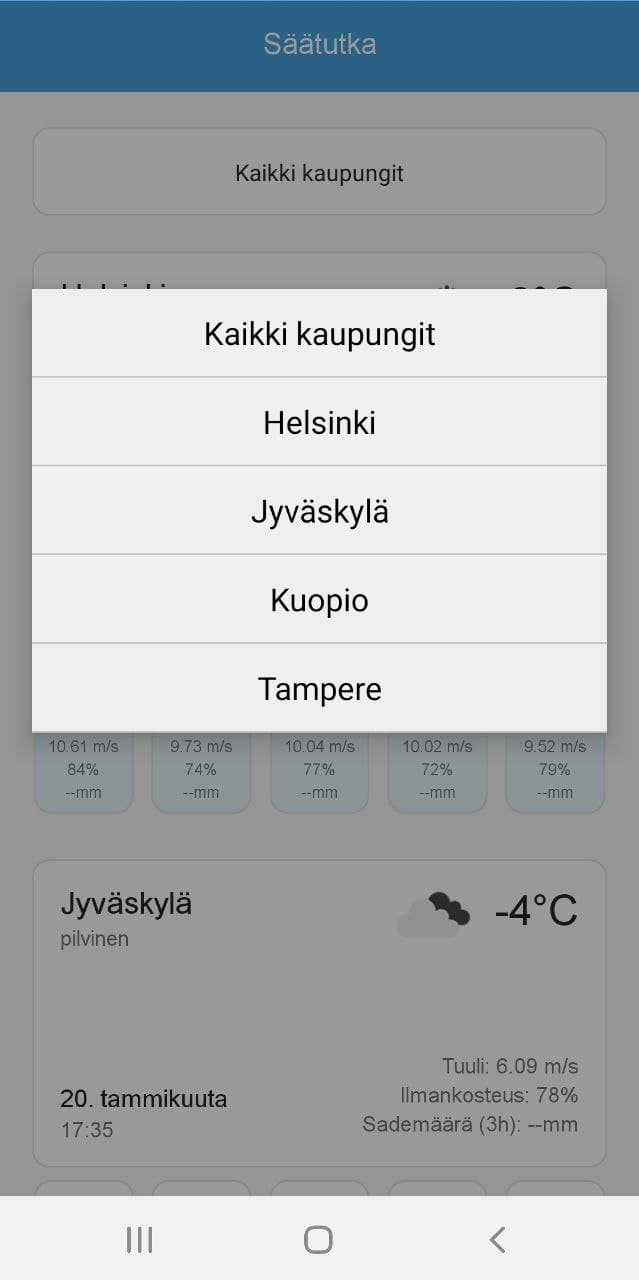 Säätutka
Kaikki kaupungit
Kaikki kaupungit
Helsinki
Jyväskylä
Kuopio
Tampere
10.61 m/s 9.73 m/s 10.04 m/s 10.02 m/s 9.52 m/s
84% 74% 77% 72% 79%
--mm --mm --mm --mm --mm
Jyväskylä -4°C
pilvinen
Tuuli: 6.09 m/s
20. tammikuuta Ilmankosteus: 78%
17:35 Sademäärä (3h): --mm